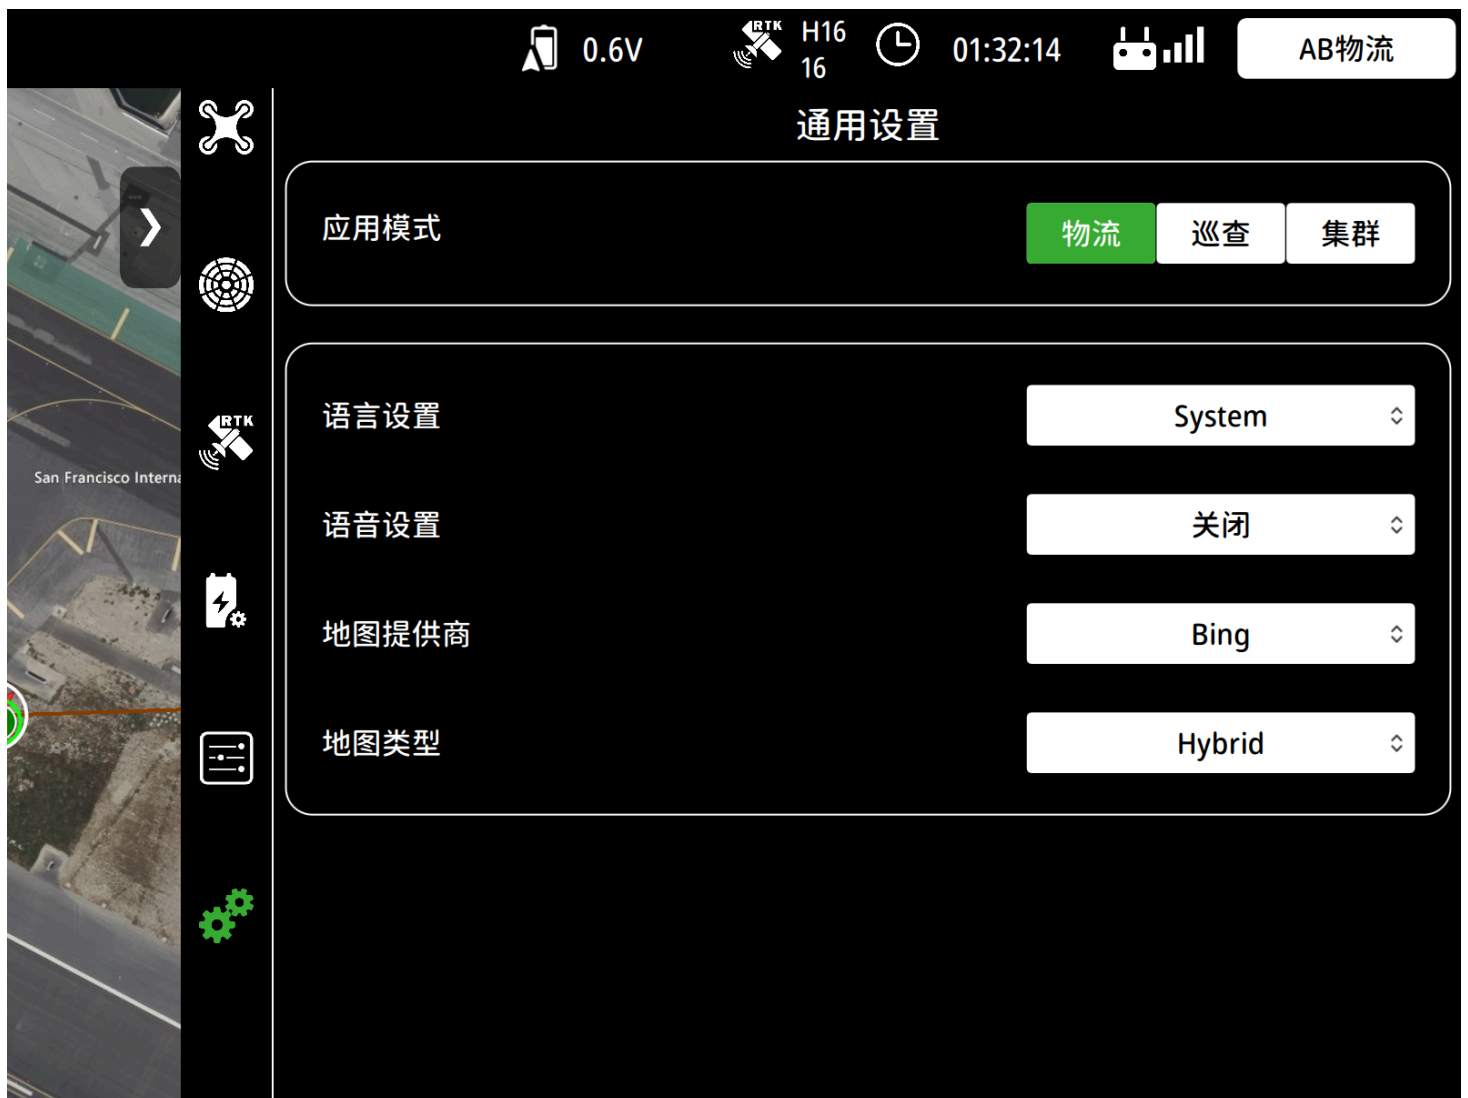 0.6V
RTK
H16
16
01:32:14
AB物流
通用设置
应用模式
物流
巡查
集群
RTK
语言设置
System
San Francisco Interna
语音设置
关闭
地图提供商
Bing
地图类型
Hybrid